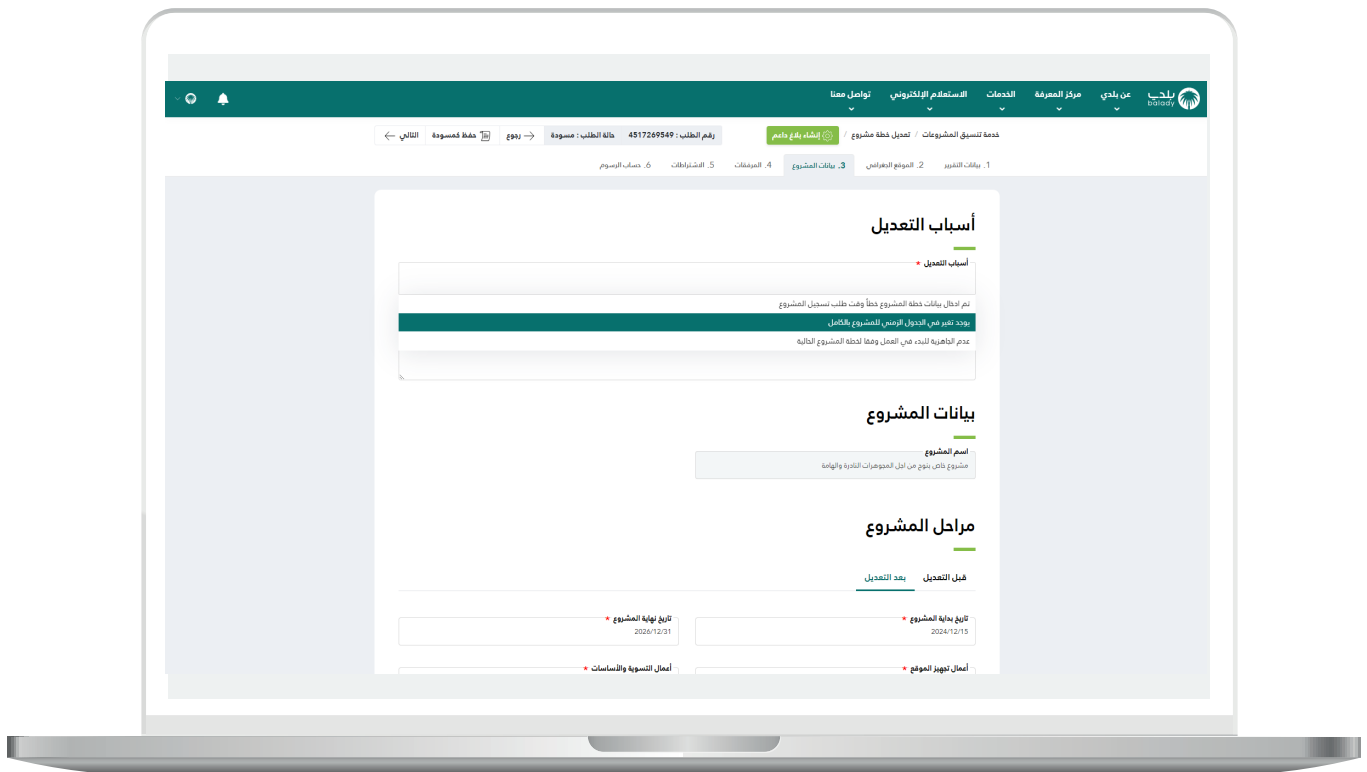 بلدي
balady
عن بلدي
مركز المعرفة
الخدمات
الاستعلام الإلكتروني
تواصل معنا
خدمة تنسيق المشروعات / تعديل خطة مشروع /
إنشاء بلاغ داعم
رقم الطلب : 4517269549
حالة الطلب : مسودة
رجوع
حفظ كمسودة
التالي
1. بيانات التقرير
2. الموقع الجغرافي
3. بيانات المشروع
4. المرفقات
5. الاشتراطات
6. حساب الرسوم
أسباب التعديل
أسباب التعديل *
تم ادخال بيانات خطة المشروع خطأ وقت طلب تسجيل المشروع
يوجد تغير في الجدول الزمني للمشروع بالكامل
عدم الجاهزية للبدء في العمل وفقا لخطة المشروع الحالية
بيانات المشروع
اسم المشروع
مشروع خاص بنوح من اجل المجوهرات النادرة والهامة
مراحل المشروع
قبل التعديل
بعد التعديل
تاريخ بداية المشروع *
2024/12/15
تاريخ نهاية المشروع *
2026/12/31
أعمال تجهيز الموقع *
أعمال التسوية والأساسات *